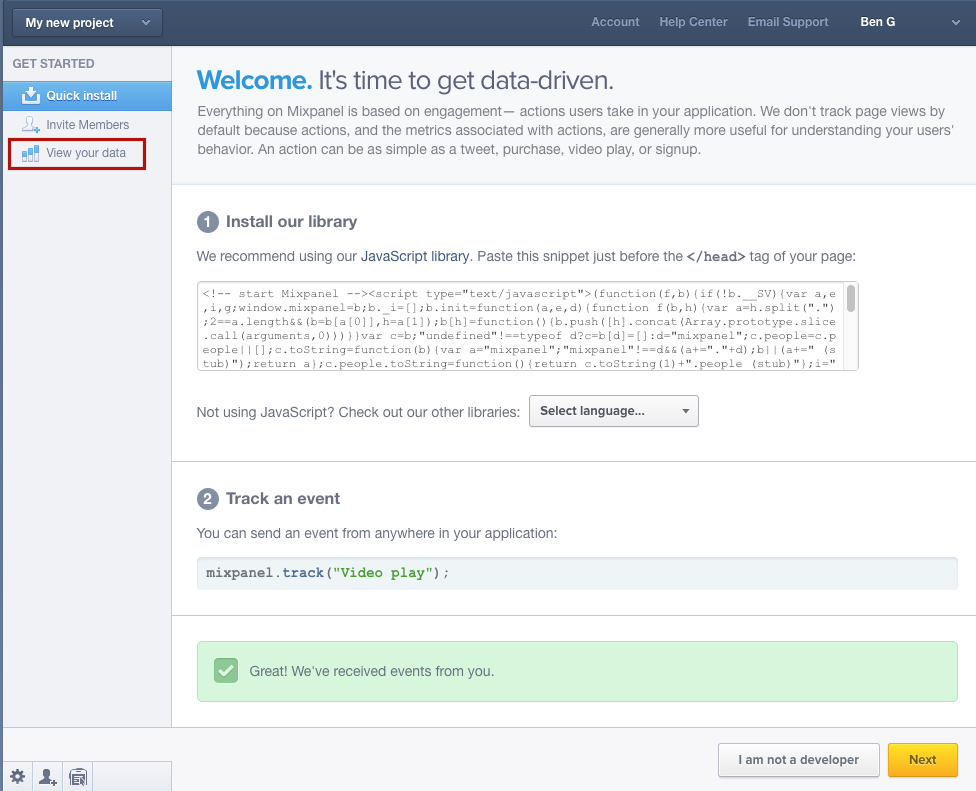 My new project
Account Help Center Email Support Ben G
GET STARTED
Quick install
Invite Members
View your data
Welcome. It's time to get data-driven.
Everything on Mixpanel is based on engagement— actions users take in your application. We don't track page views by
default because actions, and the metrics associated with actions, are generally more useful for understanding your users'
behavior. An action can be as simple as a tweet, purchase, video play, or signup.
1 Install our library
We recommend using our JavaScript library. Paste this snippet just before the </head> tag of your page:
<!-- start Mixpanel --><script type="text/javascript">(function(f,b){if(!b.__SV){var a,e
,i,g;window.mixpanel=b;b._i=[];b.init=function(a,e,d){function f(b,h){var a=h.split(".")
;2==a.length&&(b=b[a[0]],h=a[1]);b[h]=function(){b.push([h].concat(Array.prototype.slice
.call(arguments,0)))}}var c=b;"undefined"!==typeof d?c=b[d]=[]:d="mixpanel";c.people=c.p
eople||[];c.toString=function(b){var a="mixpanel";"mixpanel"!==d&&(a+="."+d);b||(a+=" (s
tub)");return a};c.people.toString=function(){return c.toString(1)+".people (stub)"};i="
Not using JavaScript? Check out our other libraries: Select language...
2 Track an event
You can send an event from anywhere in your application:
mixpanel.track("Video play");
Great! We've received events from you.
I am not a developer Next